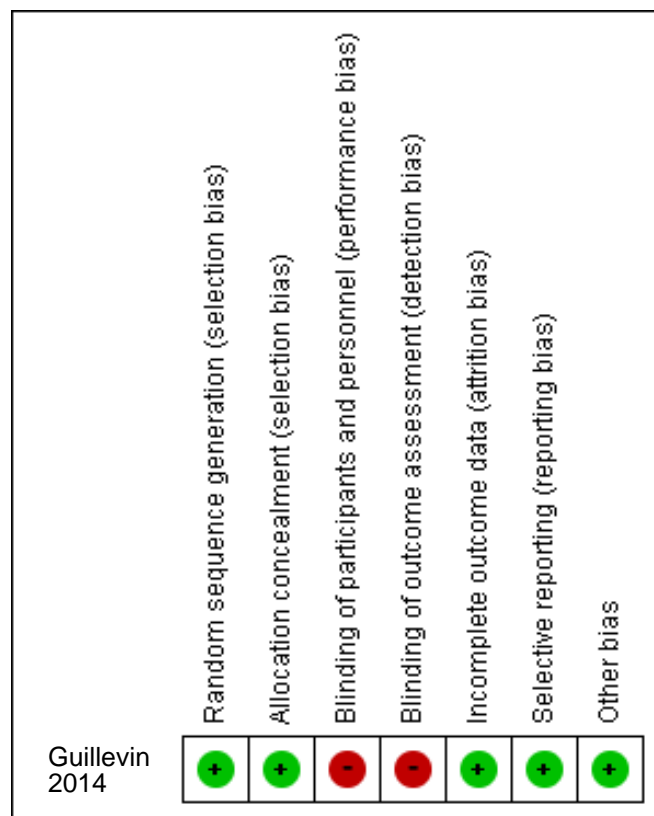 Random sequence generation (selection bias)
Allocation concealment (selection bias)
Blinding of participants and personnel (performance bias)
Blinding of outcome assessment (detection bias)
Incomplete outcome data (attrition bias)
Selective reporting (reporting bias)
Other bias
Guillevin
2014
+ + - - + + +